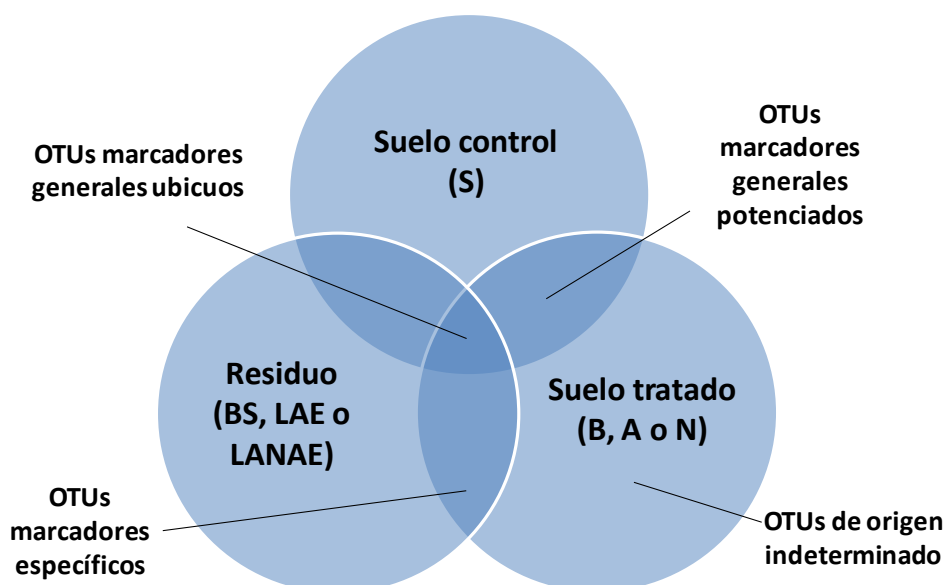 Suelo control
(S)
OTUs marcadores
generales ubicuos
OTUs
marcadores
generales
potenciados
Residuo
(BS, LAE o
LANAE)
Suelo tratado
(B, A o N)
OTUs
marcadores
específicos
OTUs de origen
indeterminado